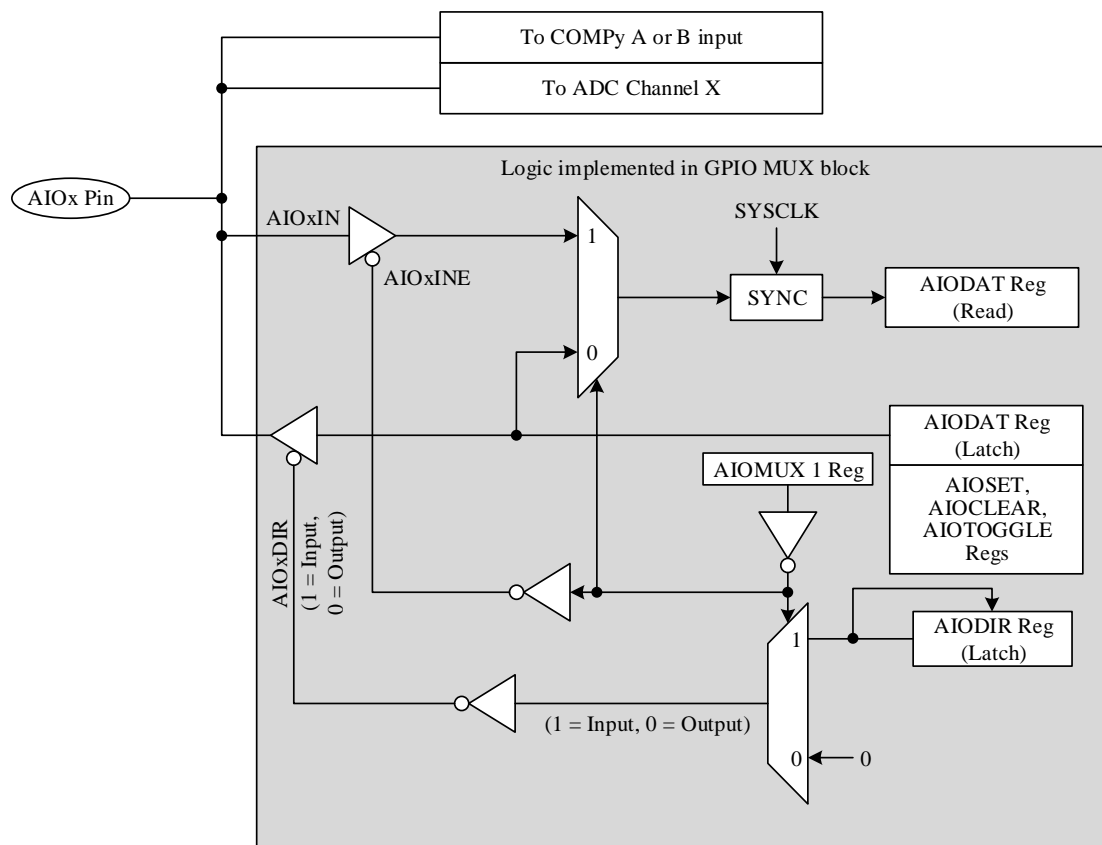 To COMPy A or B input
To ADC Channel X
Logic implemented in GPIO MUX block
AIOx Pin
AIOxIN
AIOxINE
1
0
SYSCLK
SYNC
AIODAT Reg
(Read)
AIODAT Reg
(Latch)
AIOSET,
AIOCLEAR,
AIOTOGGLE
Regs
AIOMUX 1 Reg
AIOxDIR
(1 = Input,
0 = Output)
1
0
AIODIR Reg
(Latch)
(1 = Input, 0 = Output)
0